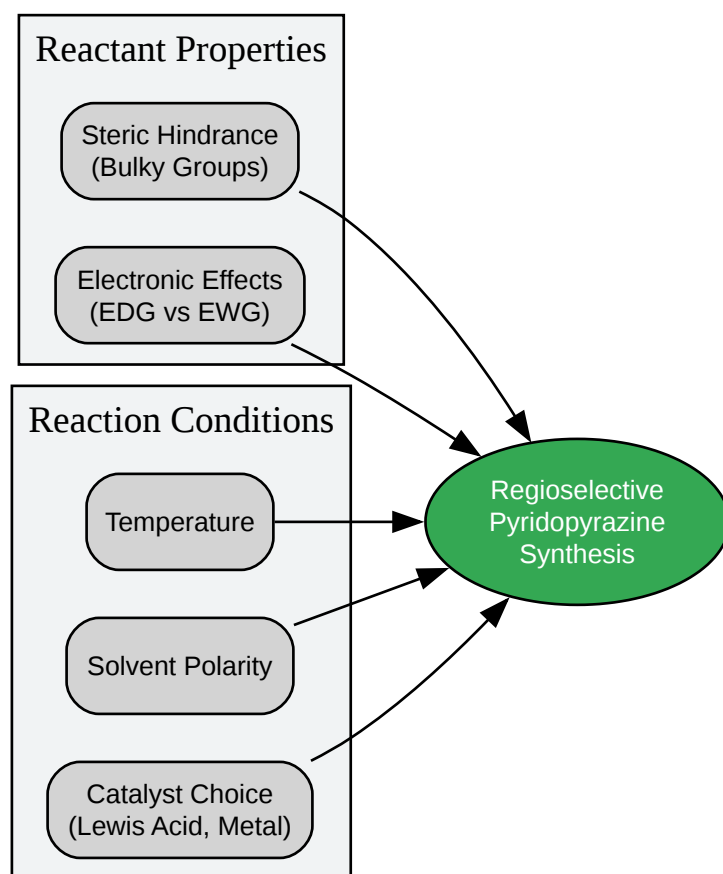 Reactant Properties
Steric Hindrance
(Bulky Groups)
Electronic Effects
(EDG vs EWG)
Reaction Conditions
Temperature
Solvent Polarity
Catalyst Choice
(Lewis Acid, Metal)
Regioselective
Pyridopyrazine
Synthesis